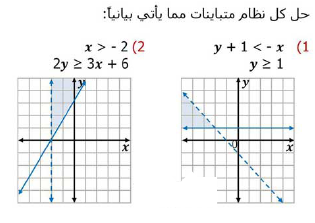 حل كل نظام متباينات مما يأتي بيانياً:
1) y + 1 < - x
y ≥ 1
2) x > - 2
2y ≥ 3x + 6
y
x
0
y
x